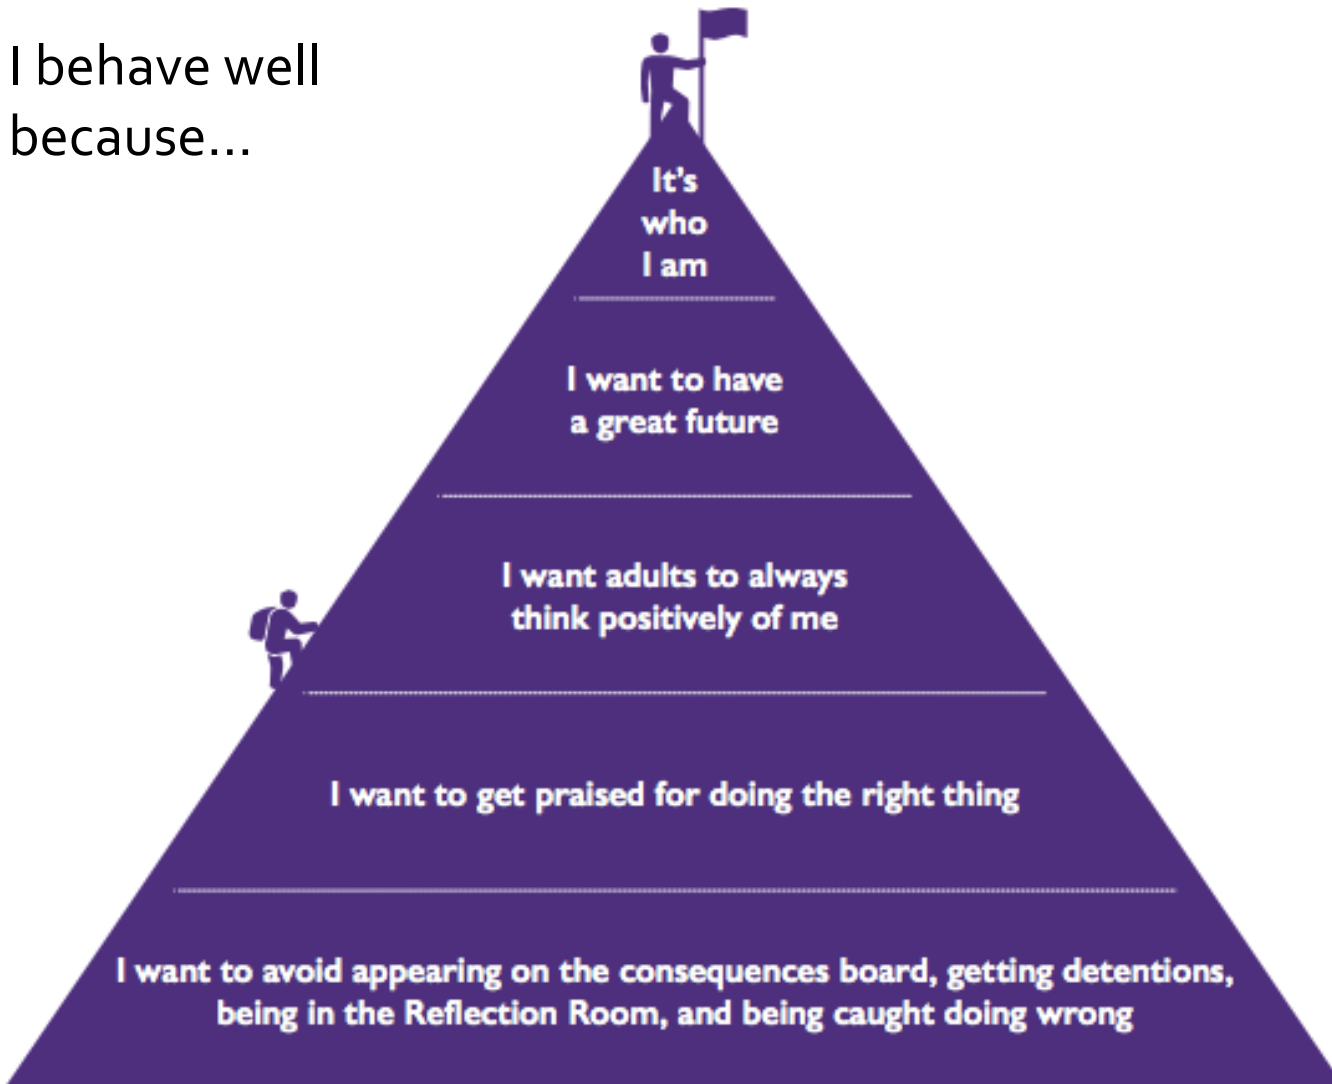 I behave well
because...
It's
who
I am
I want to have
a great future
I want adults to always
think positively of me
I want to get praised for doing the right thing
I want to avoid appearing on the consequences board, getting detentions,
being in the Reflection Room, and being caught doing wrong